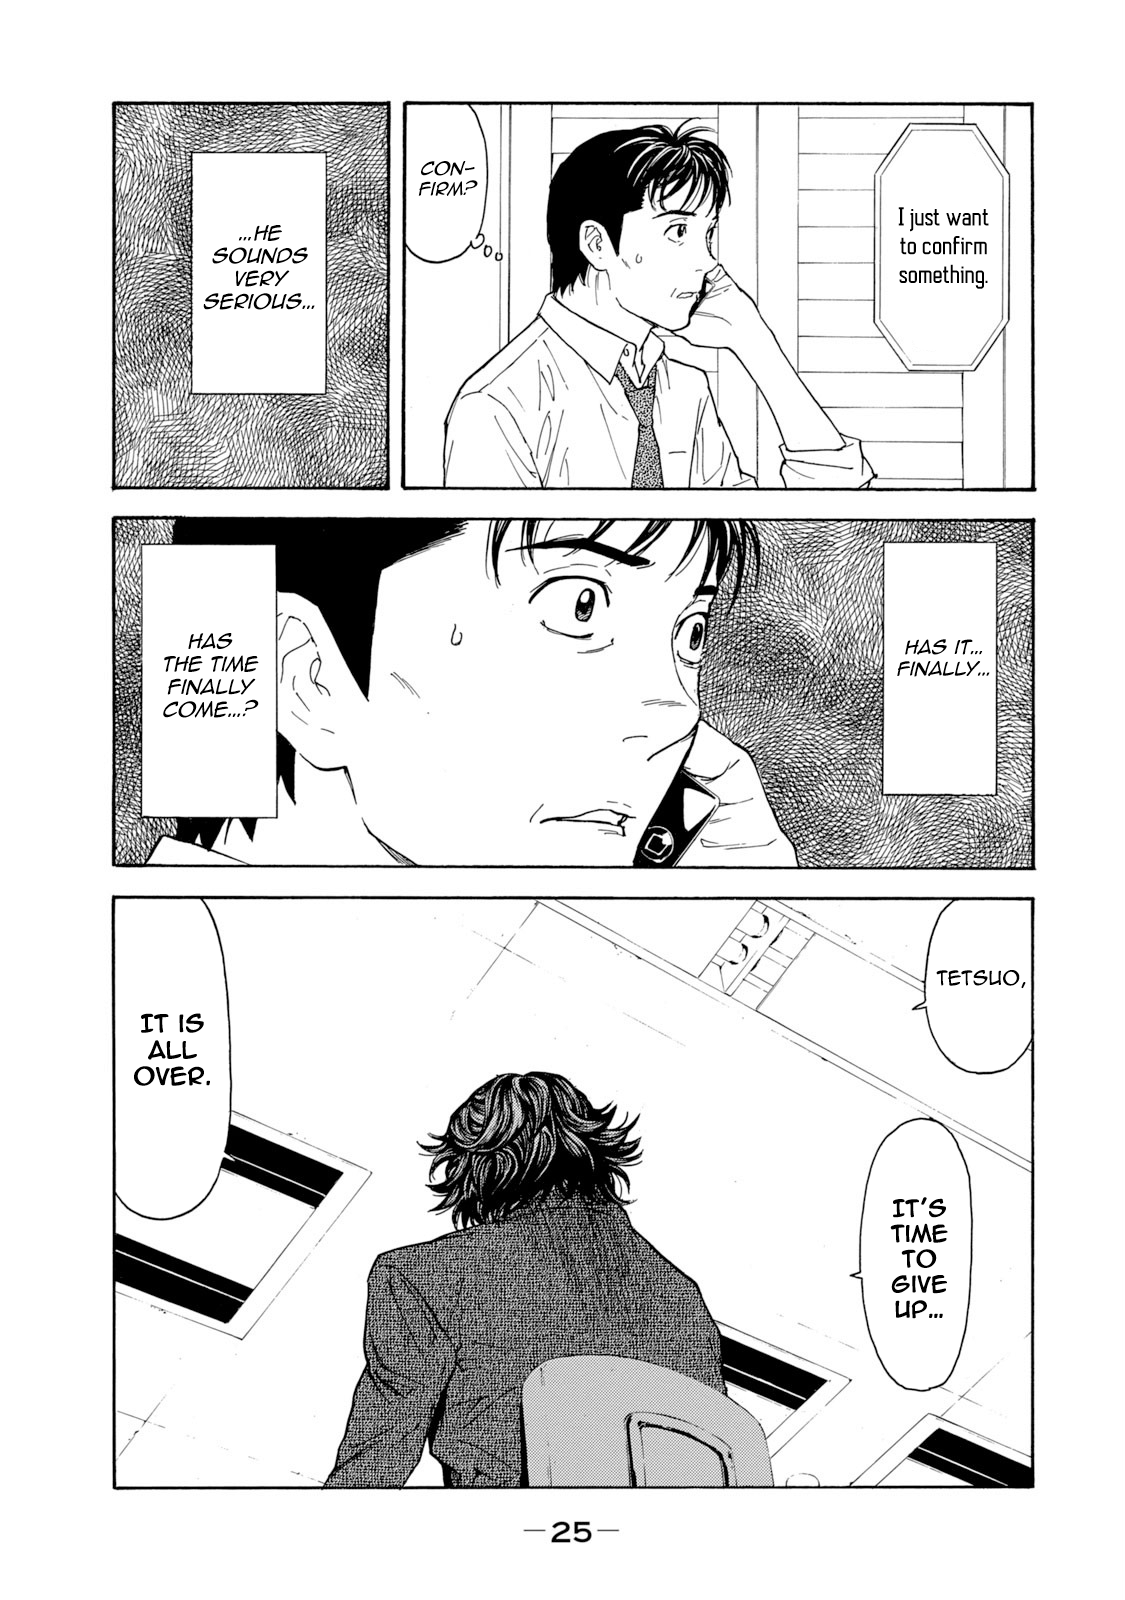 I just want
to confirm
something.
CON-
FIRM?
...HE
SOUNDS
VERY
SERIOUS...
HAS IT...
FINALLY...
HAS
THE TIME
FINALLY
COME...?
TETSUO,
IT'S
TIME
TO
GIVE
UP...
IT IS
ALL
OVER.
—25—